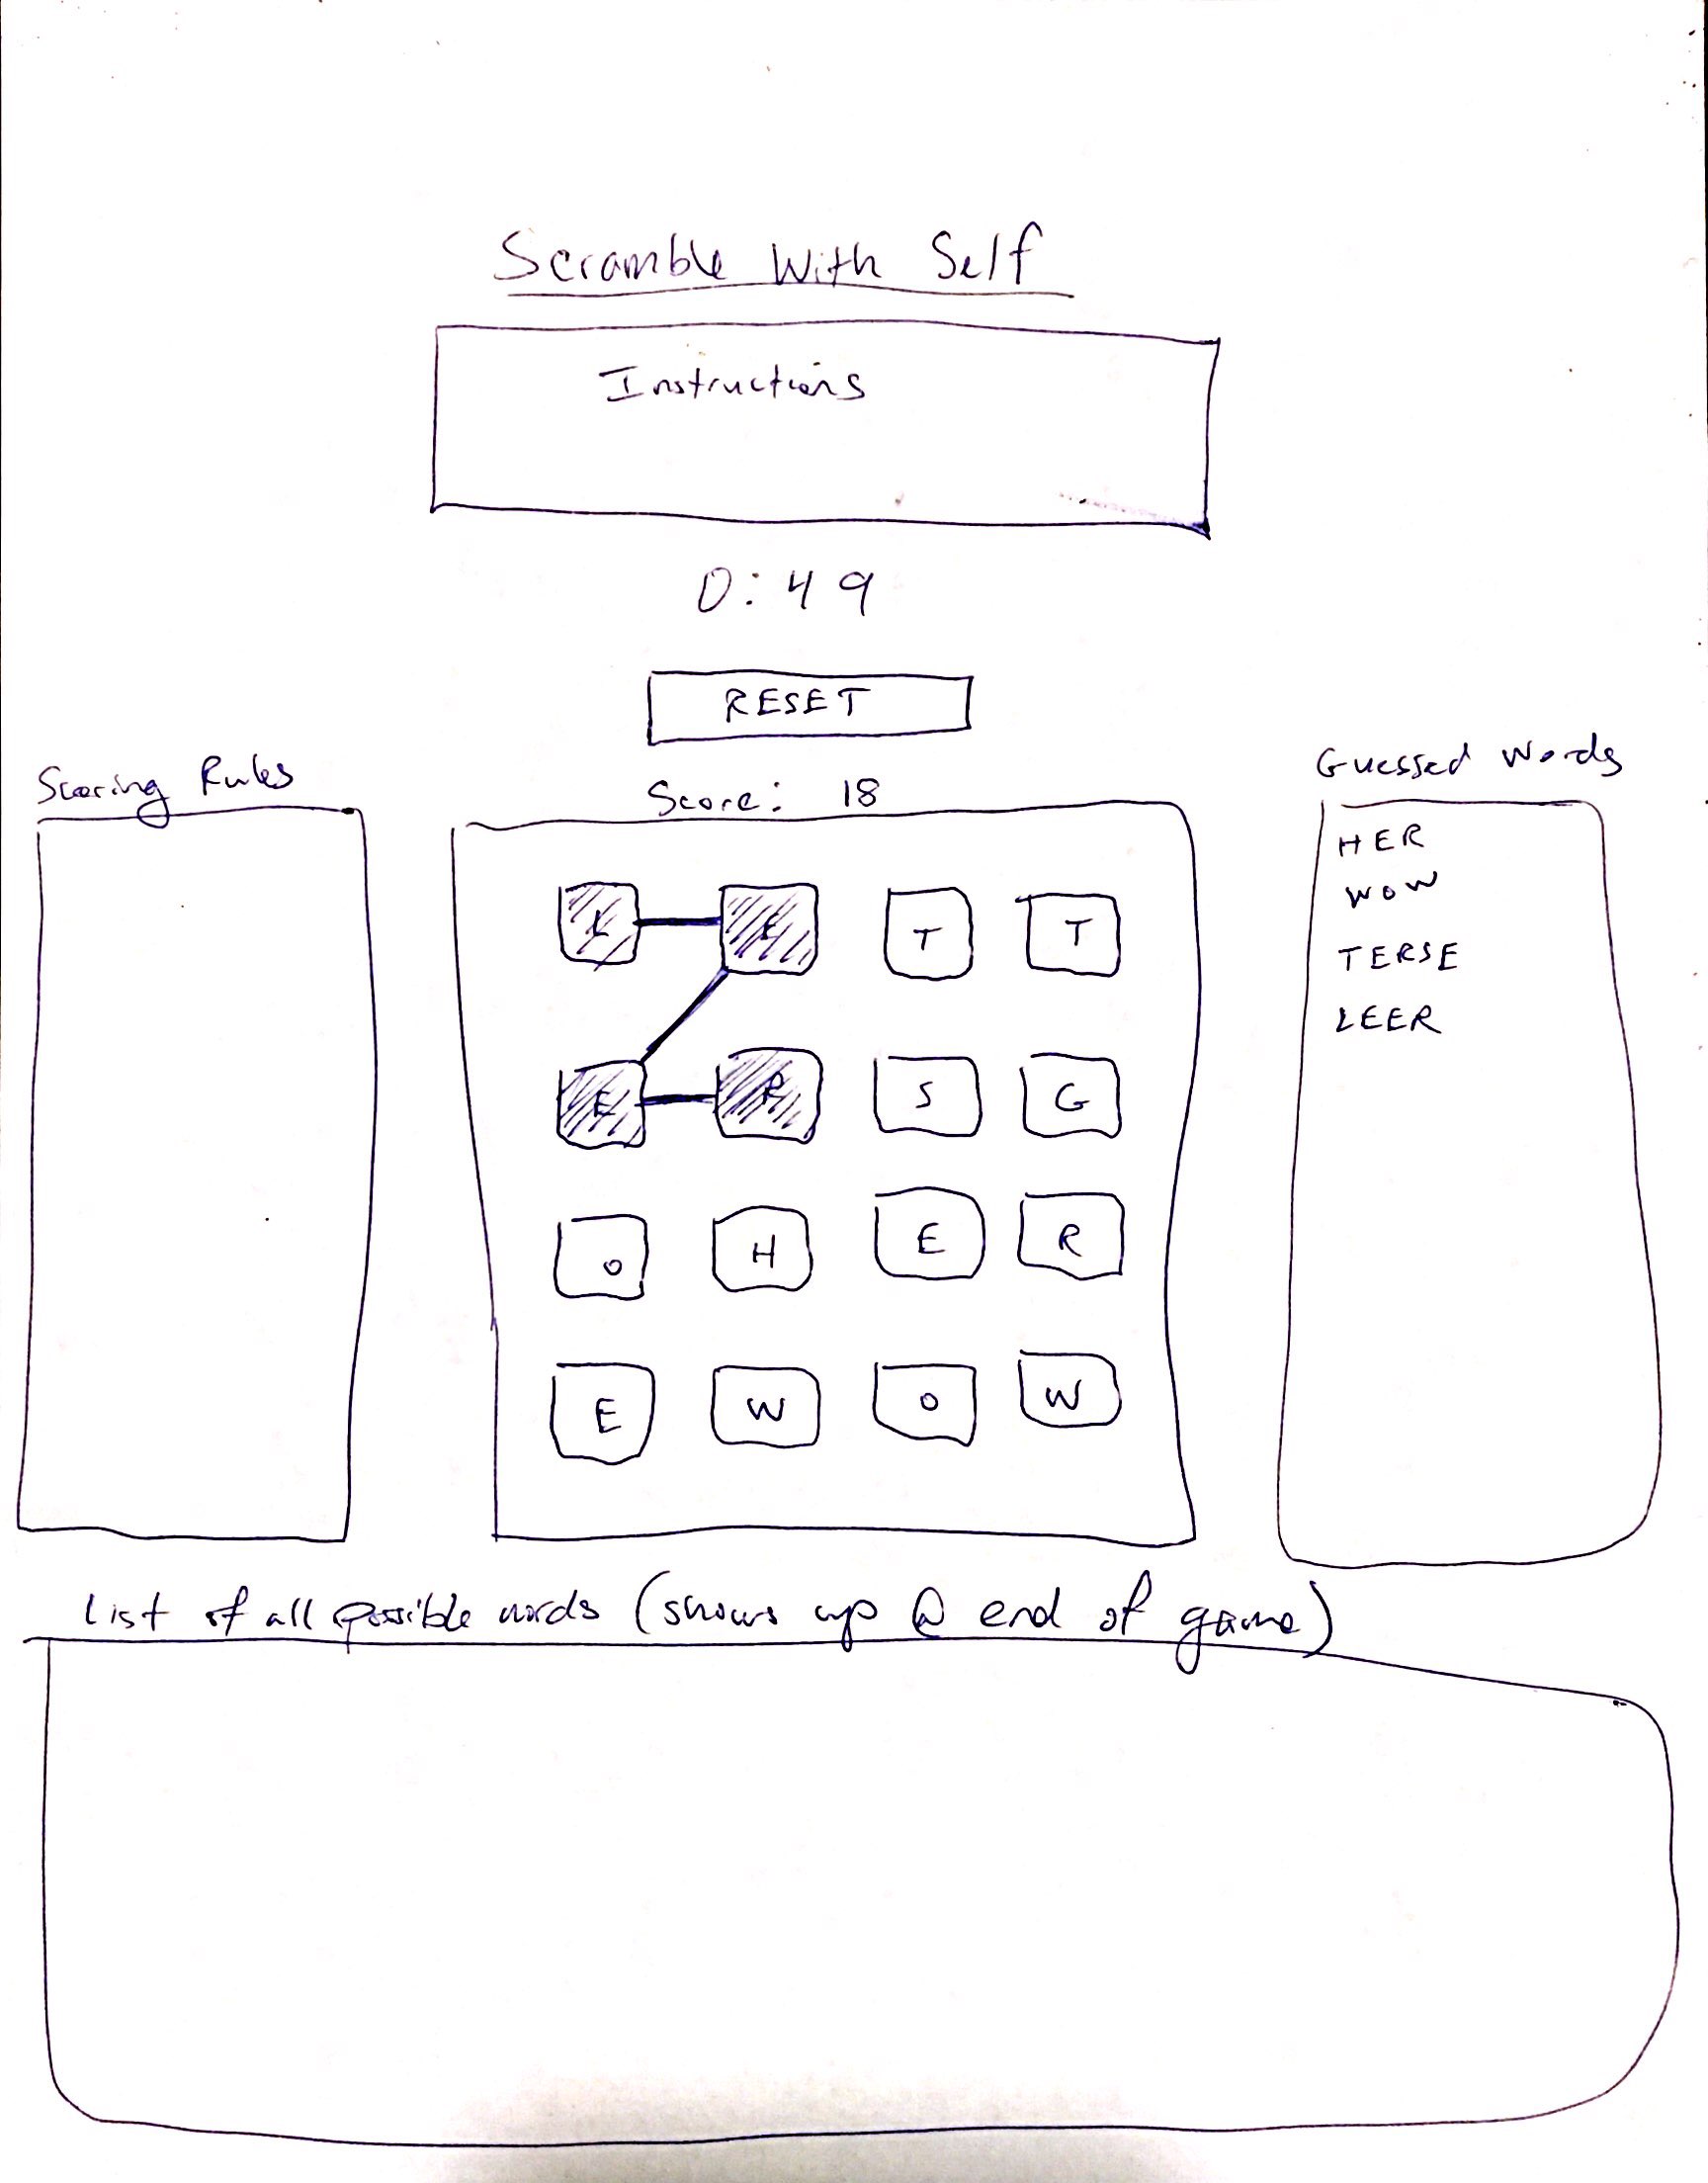 Scramble With Self
Instructions
0:49
RESET
Scoring Rules
Score: 18
Guessed Words
L E T T
E R S G
O H E R
E W O W
HER
WOW
TERSE
LEER
List of all possible words (shows up @ end of game)